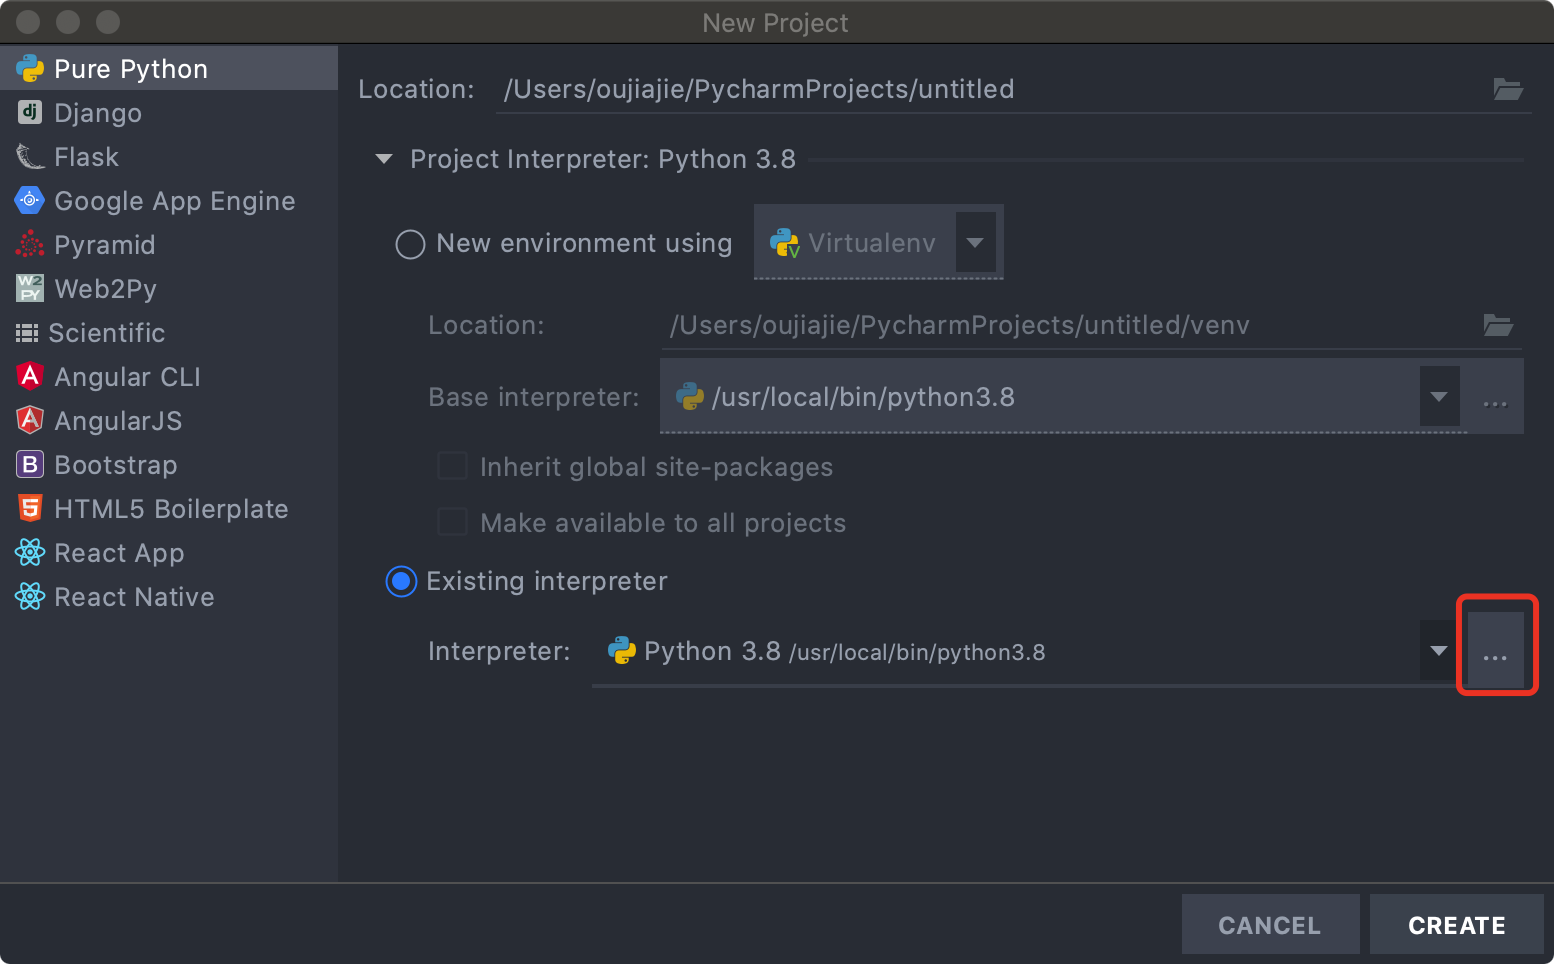 New Project
Pure Python
Django
Flask
Google App Engine
Pyramid
Web2Py
Scientific
Angular CLI
AngularJS
Bootstrap
HTML5 Boilerplate
React App
React Native
Location: /Users/oujiajie/PycharmProjects/untitled
Project Interpreter: Python 3.8
New environment using Virtualenv
Location: /Users/oujiajie/PycharmProjects/untitled/venv
Base interpreter: /usr/local/bin/python3.8 ...
Inherit global site-packages
Make available to all projects
Existing interpreter
Interpreter: Python 3.8 /usr/local/bin/python3.8 ...
CANCEL CREATE